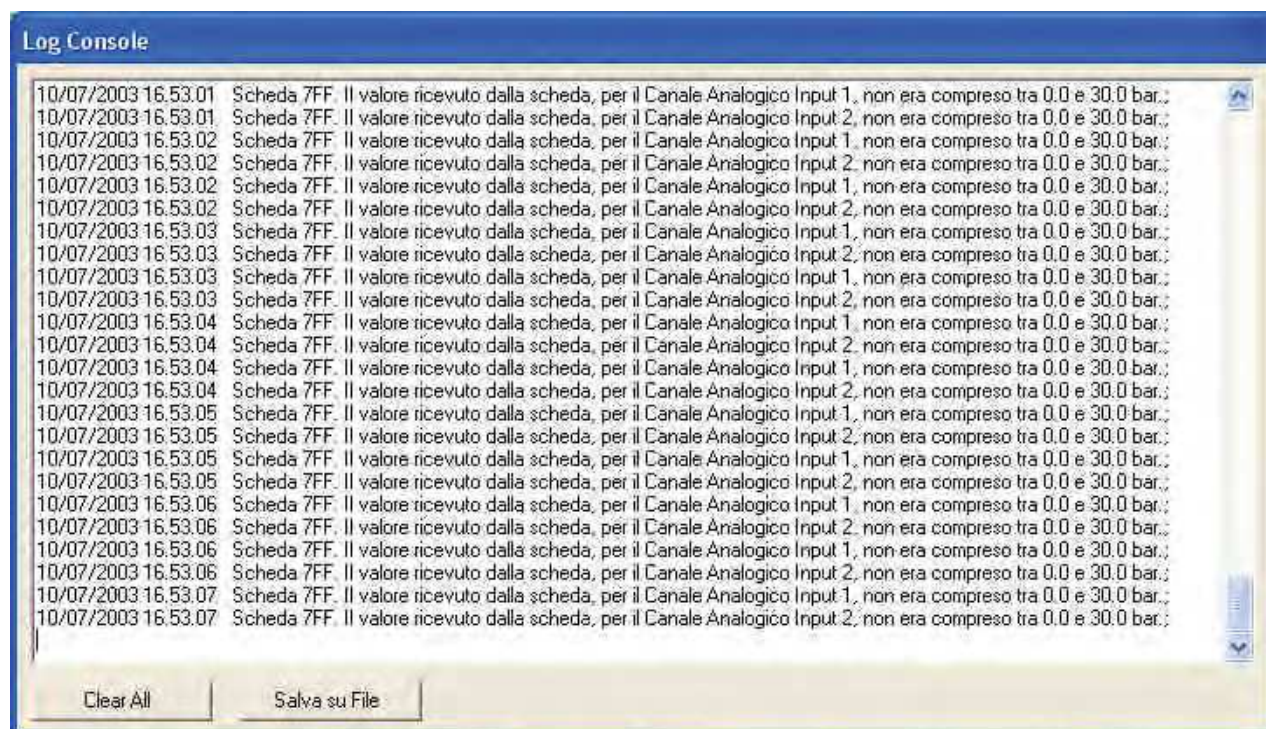 Log Console
10/07/2003 16.53.01 Scheda 7FF. Il valore ricevuto dalla scheda, per il Canale Analogico Input 1, non era compreso tra 0.0 e 30.0 bar.;
10/07/2003 16.53.01 Scheda 7FF. Il valore ricevuto dalla scheda, per il Canale Analogico Input 2, non era compreso tra 0.0 e 30.0 bar.;
10/07/2003 16.53.02 Scheda 7FF. Il valore ricevuto dalla scheda, per il Canale Analogico Input 1, non era compreso tra 0.0 e 30.0 bar.;
10/07/2003 16.53.02 Scheda 7FF. Il valore ricevuto dalla scheda, per il Canale Analogico Input 2, non era compreso tra 0.0 e 30.0 bar.;
10/07/2003 16.53.02 Scheda 7FF. Il valore ricevuto dalla scheda, per il Canale Analogico Input 1, non era compreso tra 0.0 e 30.0 bar.;
10/07/2003 16.53.02 Scheda 7FF. Il valore ricevuto dalla scheda, per il Canale Analogico Input 2, non era compreso tra 0.0 e 30.0 bar.;
10/07/2003 16.53.03 Scheda 7FF. Il valore ricevuto dalla scheda, per il Canale Analogico Input 1, non era compreso tra 0.0 e 30.0 bar.;
10/07/2003 16.53.03 Scheda 7FF. Il valore ricevuto dalla scheda, per il Canale Analogico Input 2, non era compreso tra 0.0 e 30.0 bar.;
10/07/2003 16.53.03 Scheda 7FF. Il valore ricevuto dalla scheda, per il Canale Analogico Input 1, non era compreso tra 0.0 e 30.0 bar.;
10/07/2003 16.53.03 Scheda 7FF. Il valore ricevuto dalla scheda, per il Canale Analogico Input 2, non era compreso tra 0.0 e 30.0 bar.;
10/07/2003 16.53.04 Scheda 7FF. Il valore ricevuto dalla scheda, per il Canale Analogico Input 1, non era compreso tra 0.0 e 30.0 bar.;
10/07/2003 16.53.04 Scheda 7FF. Il valore ricevuto dalla scheda, per il Canale Analogico Input 2, non era compreso tra 0.0 e 30.0 bar.;
10/07/2003 16.53.04 Scheda 7FF. Il valore ricevuto dalla scheda, per il Canale Analogico Input 1, non era compreso tra 0.0 e 30.0 bar.;
10/07/2003 16.53.04 Scheda 7FF. Il valore ricevuto dalla scheda, per il Canale Analogico Input 2, non era compreso tra 0.0 e 30.0 bar.;
10/07/2003 16.53.05 Scheda 7FF. Il valore ricevuto dalla scheda, per il Canale Analogico Input 1, non era compreso tra 0.0 e 30.0 bar.;
10/07/2003 16.53.05 Scheda 7FF. Il valore ricevuto dalla scheda, per il Canale Analogico Input 2, non era compreso tra 0.0 e 30.0 bar.;
10/07/2003 16.53.05 Scheda 7FF. Il valore ricevuto dalla scheda, per il Canale Analogico Input 1, non era compreso tra 0.0 e 30.0 bar.;
10/07/2003 16.53.05 Scheda 7FF. Il valore ricevuto dalla scheda, per il Canale Analogico Input 2, non era compreso tra 0.0 e 30.0 bar.;
10/07/2003 16.53.06 Scheda 7FF. Il valore ricevuto dalla scheda, per il Canale Analogico Input 1, non era compreso tra 0.0 e 30.0 bar.;
10/07/2003 16.53.06 Scheda 7FF. Il valore ricevuto dalla scheda, per il Canale Analogico Input 2, non era compreso tra 0.0 e 30.0 bar.;
10/07/2003 16.53.06 Scheda 7FF. Il valore ricevuto dalla scheda, per il Canale Analogico Input 1, non era compreso tra 0.0 e 30.0 bar.;
10/07/2003 16.53.06 Scheda 7FF. Il valore ricevuto dalla scheda, per il Canale Analogico Input 2, non era compreso tra 0.0 e 30.0 bar.;
10/07/2003 16.53.07 Scheda 7FF. Il valore ricevuto dalla scheda, per il Canale Analogico Input 1, non era compreso tra 0.0 e 30.0 bar.;
10/07/2003 16.53.07 Scheda 7FF. Il valore ricevuto dalla scheda, per il Canale Analogico Input 2, non era compreso tra 0.0 e 30.0 bar.;
Clear All Salva su File